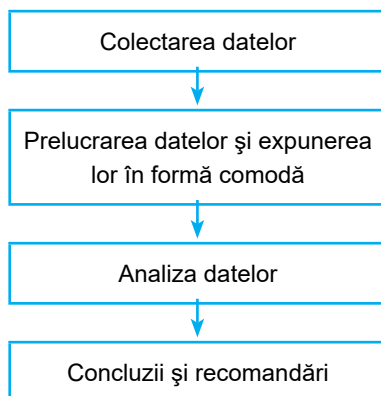 Colectarea datelor
Prelucrarea datelor şi expunerea
lor în formă comodă
Analiza datelor
Concluzii şi recomandări